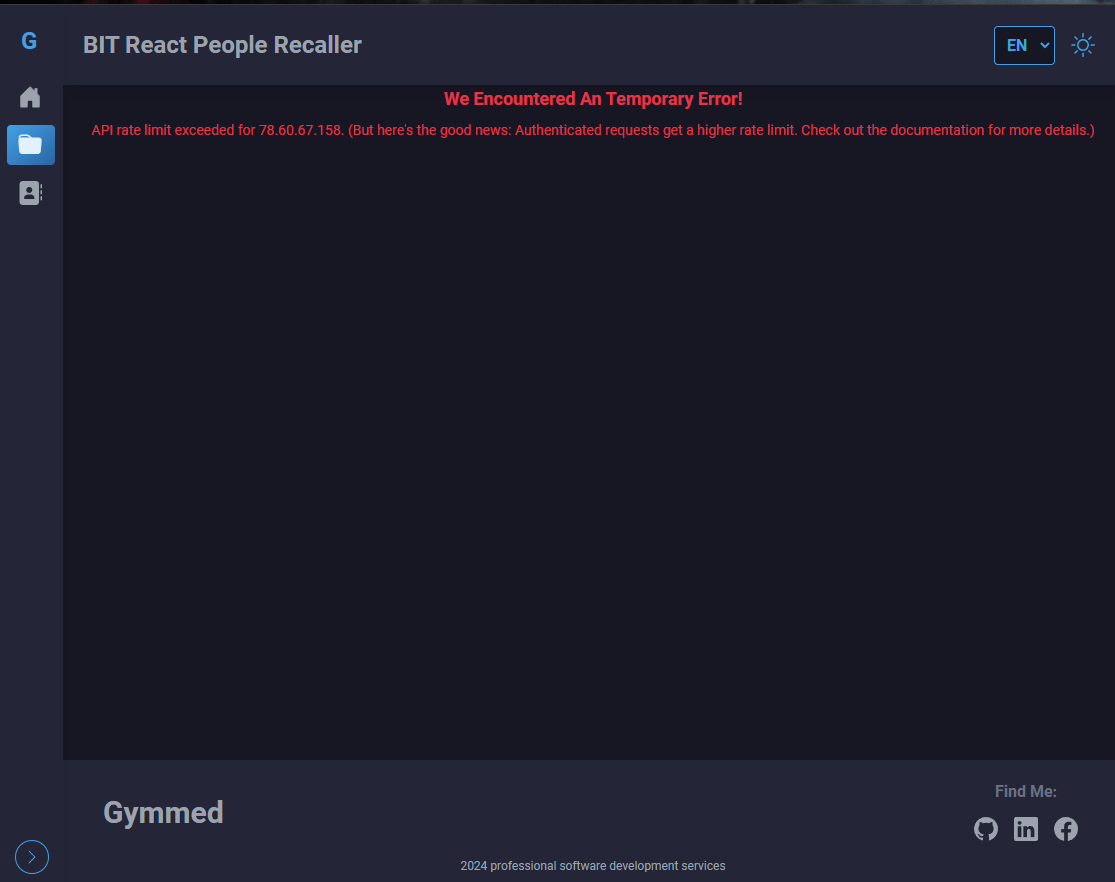 G
BIT React People Recaller
EN
We Encountered An Temporary Error!
API rate limit exceeded for 78.60.67.158. (But here's the good news: Authenticated requests get a higher rate limit. Check out the documentation for more details.)
Gymmed
Find Me:
in
2024 professional software development services